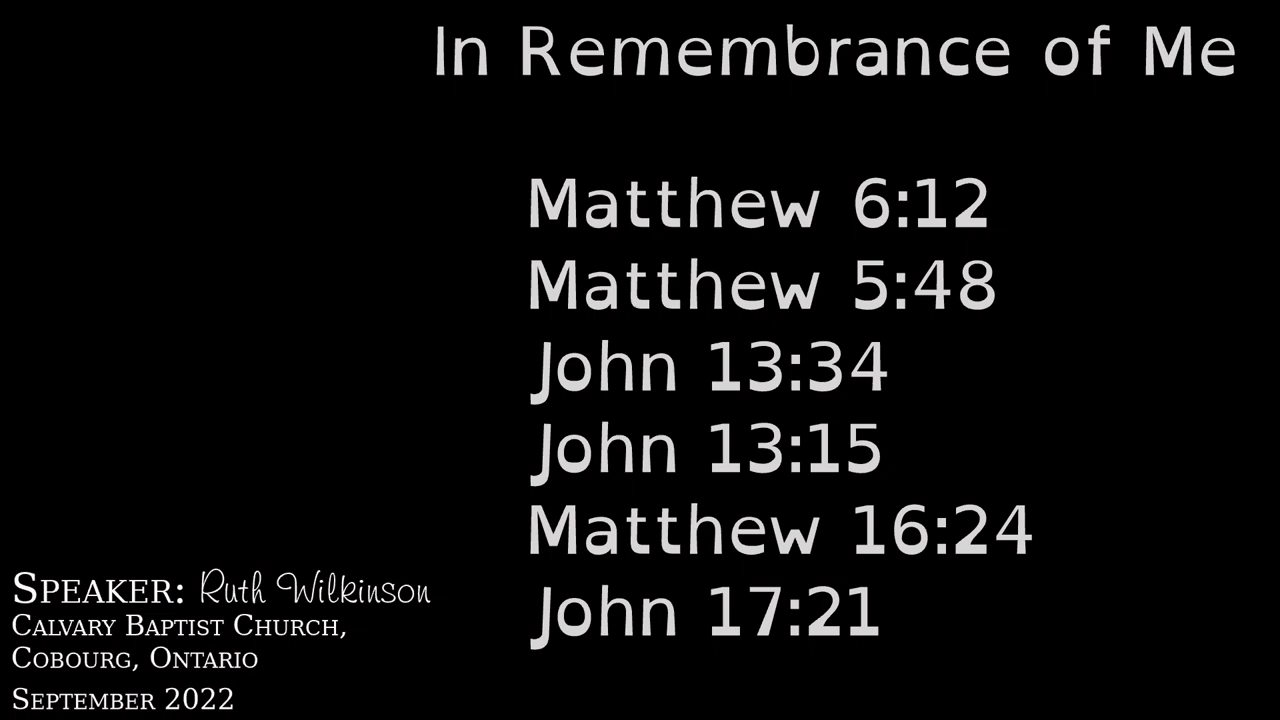 In Remembrance of Me
Matthew 6:12
Matthew 5:48
John 13:34
John 13:15
Matthew 16:24
John 17:21
Speaker: Ruth Wilkinson
Calvary Baptist Church,
Cobourg, Ontario
September 2022